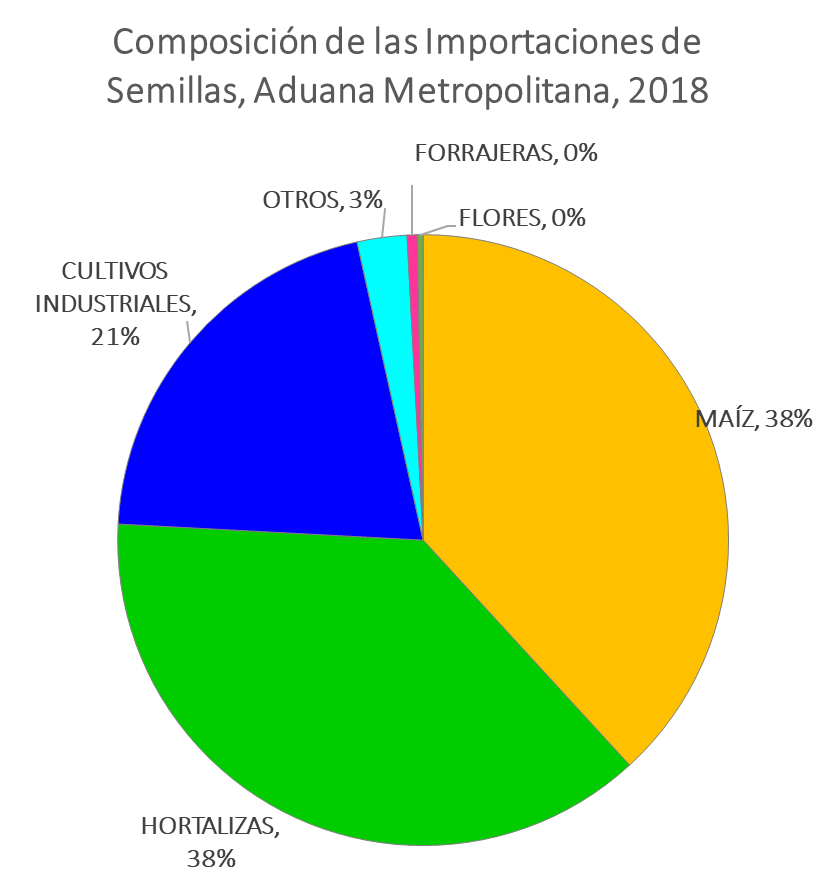 Composición de las Importaciones de
Semillas, Aduana Metropolitana, 2018
FORRAJERAS, 0%
OTROS, 3%
FLORES, 0%
CULTIVOS
INDUSTRIALES,
21%
MAÍZ, 38%
HORTALIZAS,
38%